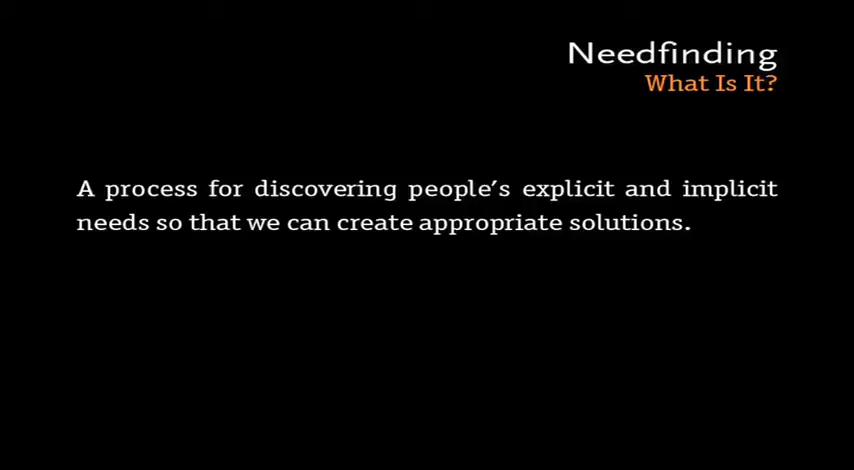 Needfinding
What Is It?
A process for discovering people's explicit and implicit
needs so that we can create appropriate solutions.